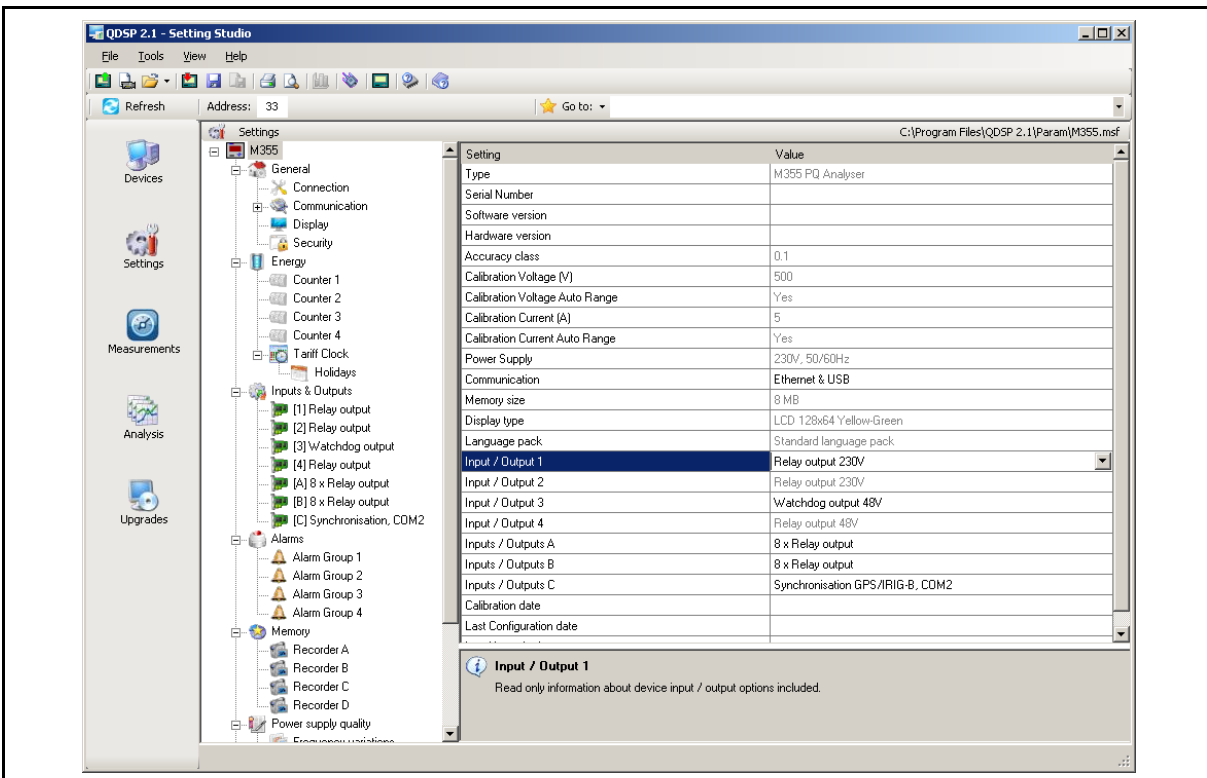 QDSP 2.1 - Setting Studio
File Tools View Help
Refresh Address: 33 Go to:
Settings C:\Program Files\QDSP 2.1\Param\M355.msf
Devices
Settings
Measurements
Analysis
Upgrades
M355
General
Connection
Communication
Display
Security
Energy
Counter 1
Counter 2
Counter 3
Counter 4
Tariff Clock
Holidays
Inputs & Outputs
[1] Relay output
[2] Relay output
[3] Watchdog output
[4] Relay output
[A] 8 x Relay output
[B] 8 x Relay output
[C] Synchronisation, COM2
Alarms
Alarm Group 1
Alarm Group 2
Alarm Group 3
Alarm Group 4
Memory
Recorder A
Recorder B
Recorder C
Recorder D
Power supply quality
Frequency variations
Setting Value
Type M355 PQ Analyser
Serial Number
Software version
Hardware version
Accuracy class 0.1
Calibration Voltage (V) 500
Calibration Voltage Auto Range Yes
Calibration Current (A) 5
Calibration Current Auto Range Yes
Power Supply 230V, 50/60Hz
Communication Ethernet & USB
Memory size 8 MB
Display type LCD 128x64 Yellow-Green
Language pack Standard language pack
Input / Output 1 Relay output 230V
Input / Output 2 Relay output 230V
Input / Output 3 Watchdog output 48V
Input / Output 4 Relay output 48V
Inputs / Outputs A 8 x Relay output
Inputs / Outputs B 8 x Relay output
Inputs / Outputs C Synchronisation GPS/IRIG-B, COM2
Calibration date
Last Configuration date
Input / Output 1
Read only information about device input / output options included.